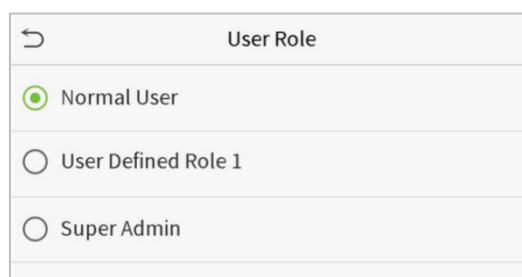 User Role
Normal User
User Defined Role 1
Super Admin